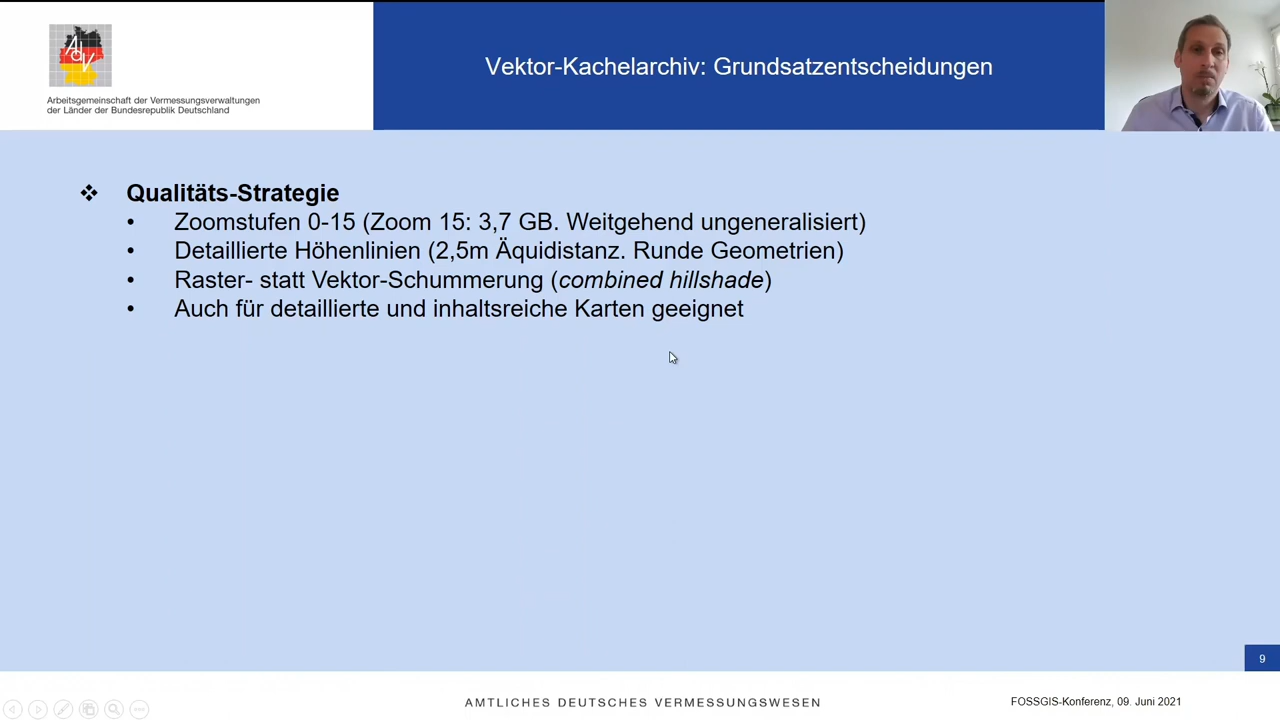 AdV
Arbeitsgemeinschaft der Vermessungsverwaltungen
der Länder der Bundesrepublik Deutschland
Vektor-Kachelarchiv: Grundsatzentscheidungen
❖ Qualitäts-Strategie
• Zoomstufen 0-15 (Zoom 15: 3,7 GB. Weitgehend ungeneralisiert)
• Detaillierte Höhenlinien (2,5m Äquidistanz. Runde Geometrien)
• Raster- statt Vektor-Schummerung (combined hillshade)
• Auch für detaillierte und inhaltsreiche Karten geeignet
9
AMTLICHES DEUTSCHES VERMESSUNGSWESEN
FOSSGIS-Konferenz, 09. Juni 2021